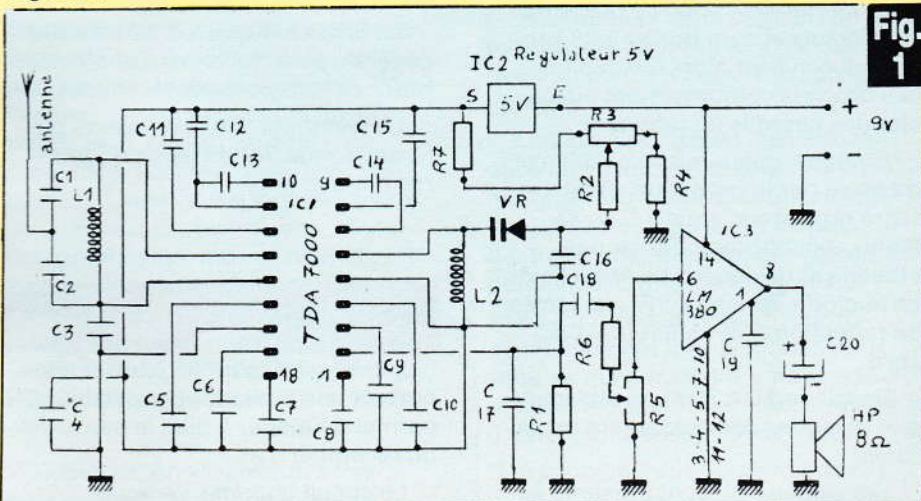 Fig.
1
IC2 Regulateur 5v
S
5V
E
+
9v
antenne
C11
C12
C15
R7
R3
C13
C14
R2
R4
C1
L1
10
9
IC1
VR
IC3
C16
14
C2
TDA 7000
L2
C18
6
8
LM
380
1
C3
R6
C
19
+
C20
-
18
1
C9
C
4
C5
C6
C7
C8
C10
C
17
R1
R5
3.4.5.7.10
11.12
HP
8Ω